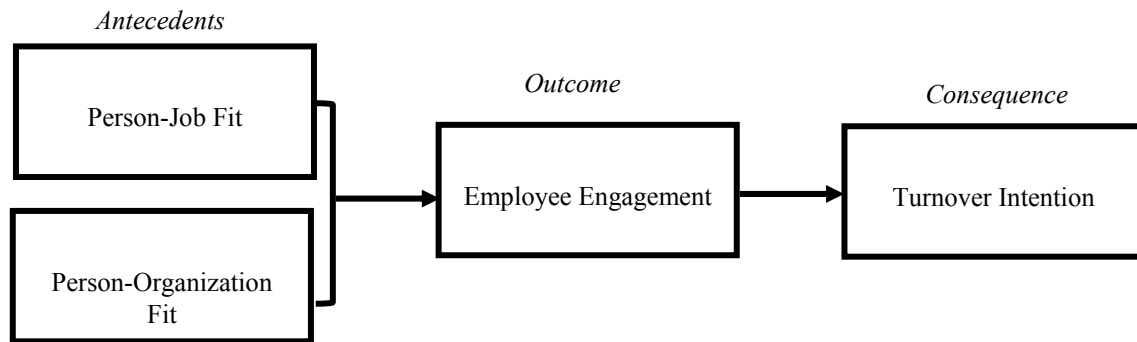 Antecedents
Person-Job Fit
Person-Organization
Fit
Outcome
Employee Engagement
Consequence
Turnover Intention